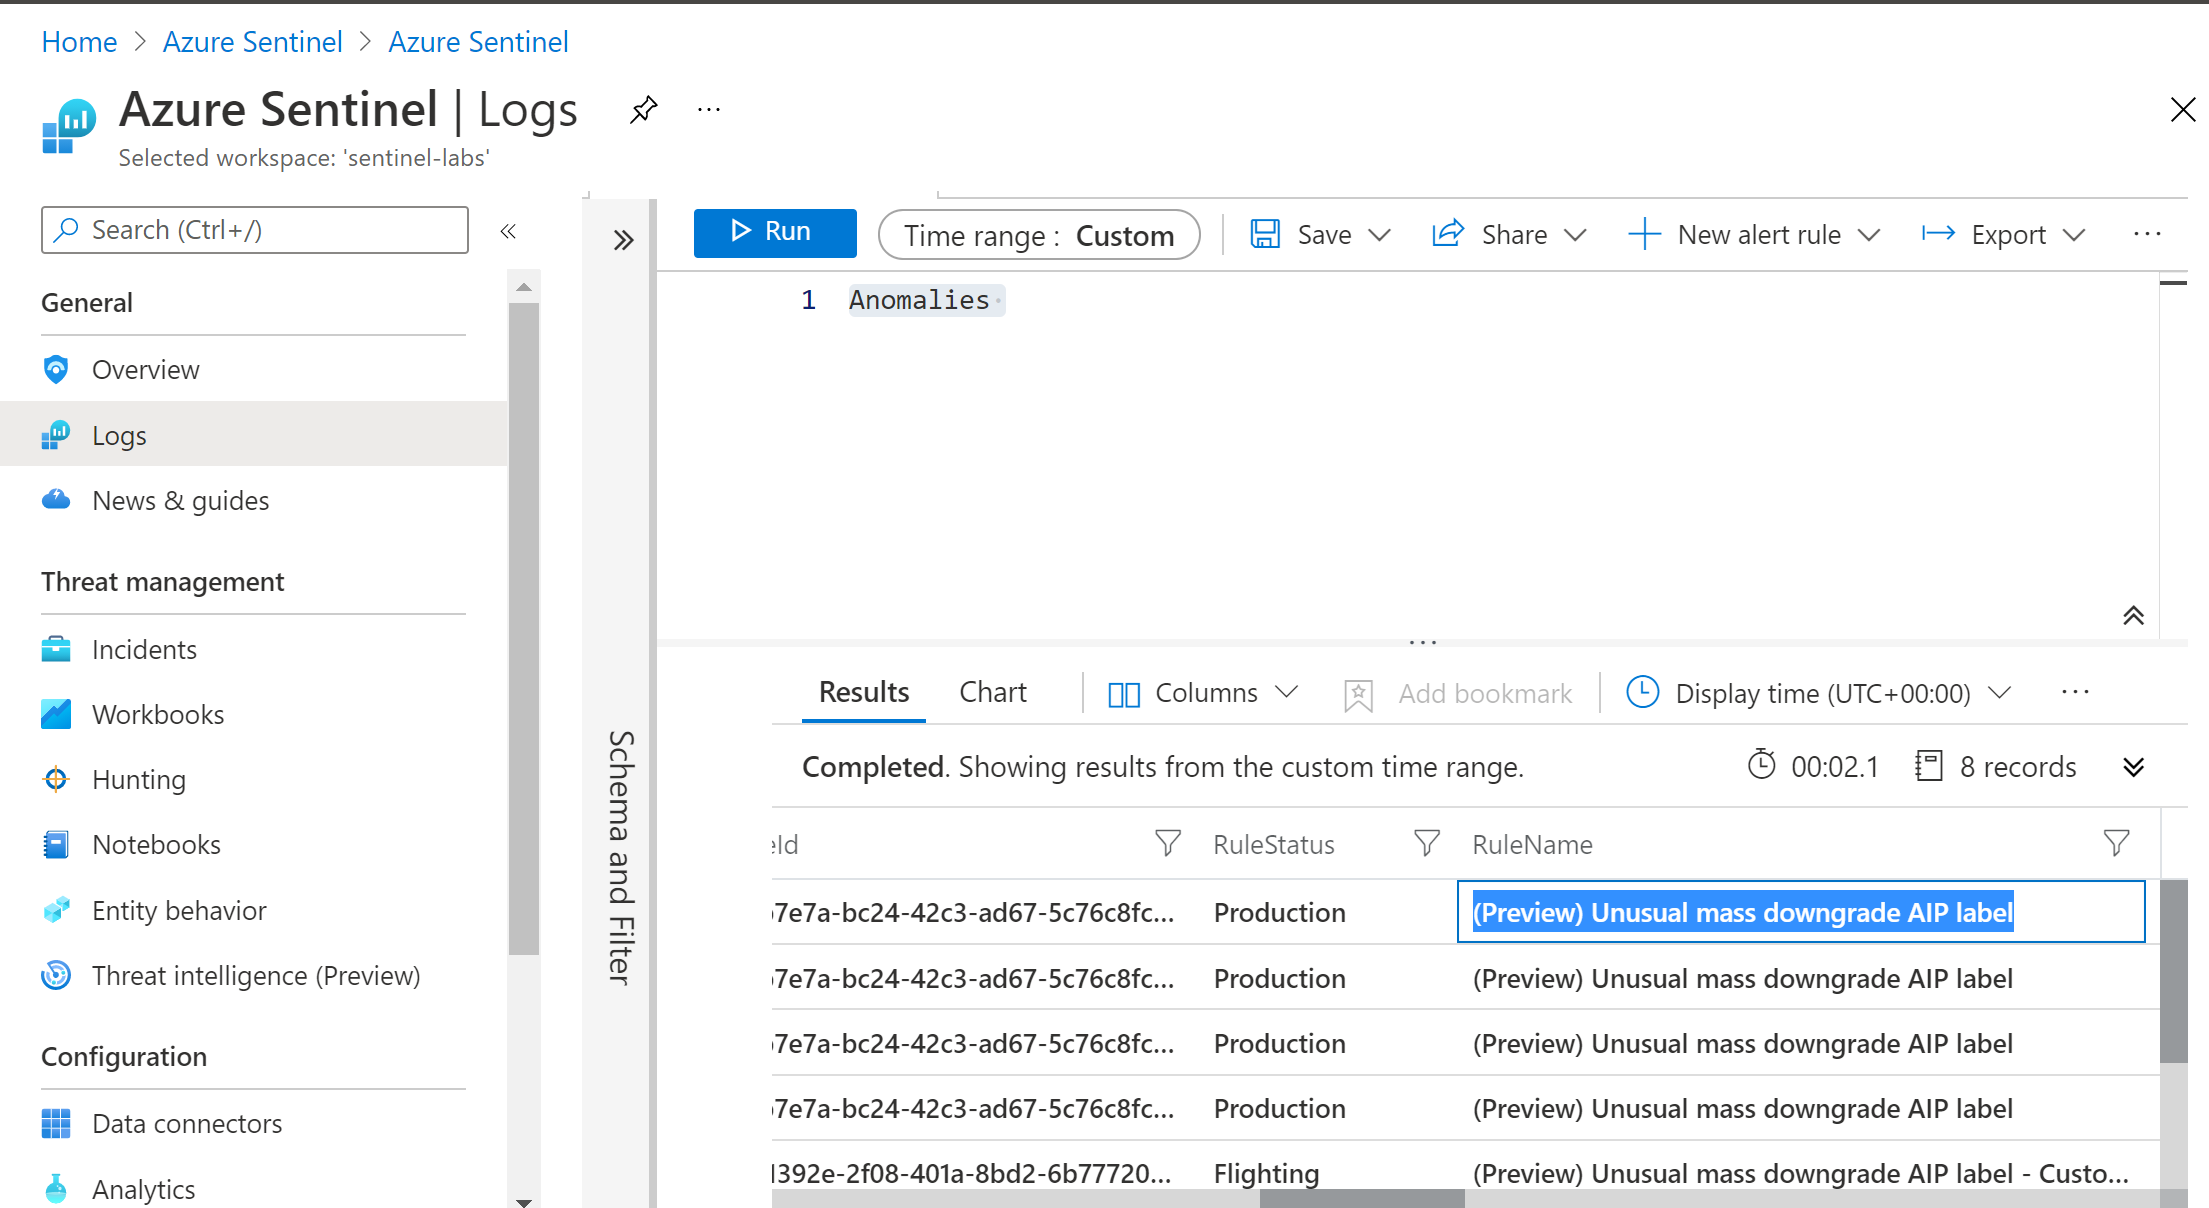 Home > Azure Sentinel > Azure Sentinel
Azure Sentinel | Logs ···
Selected workspace: 'sentinel-labs'
Search (Ctrl+/)
General
Overview
Logs
News & guides
Threat management
Incidents
Workbooks
Hunting
Notebooks
Entity behavior
Threat intelligence (Preview)
Configuration
Data connectors
Analytics
Schema and Filter
Run Time range : Custom Save Share New alert rule Export ···
1 Anomalies
Results Chart Columns Add bookmark Display time (UTC+00:00) ···
Completed. Showing results from the custom time range. 00:02.1 8 records
eId RuleStatus RuleName
b7e7a-bc24-42c3-ad67-5c76c8fc... Production (Preview) Unusual mass downgrade AIP label
b7e7a-bc24-42c3-ad67-5c76c8fc... Production (Preview) Unusual mass downgrade AIP label
b7e7a-bc24-42c3-ad67-5c76c8fc... Production (Preview) Unusual mass downgrade AIP label
b7e7a-bc24-42c3-ad67-5c76c8fc... Production (Preview) Unusual mass downgrade AIP label
d392e-2f08-401a-8bd2-6b77720... Flighting (Preview) Unusual mass downgrade AIP label - Custo...